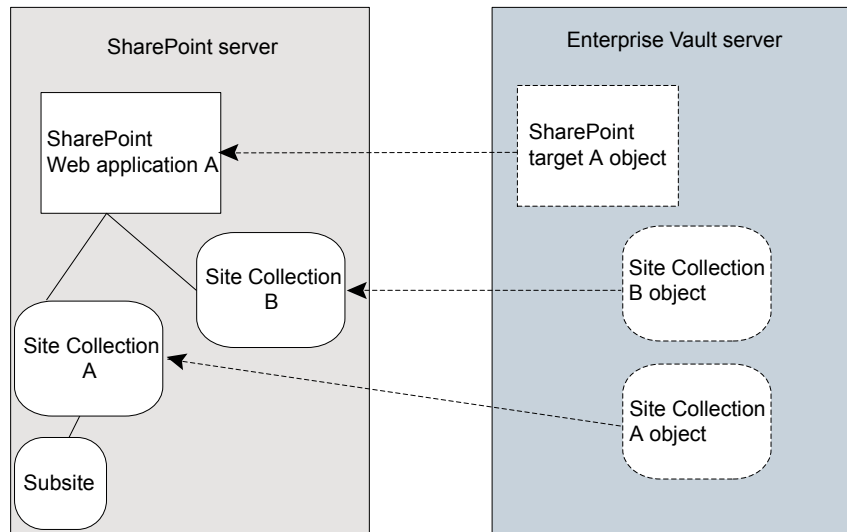 SharePoint server
SharePoint
Web application A
Site Collection
B
Site Collection
A
Subsite
Enterprise Vault server
SharePoint
target A object
Site Collection
B object
Site Collection
A object